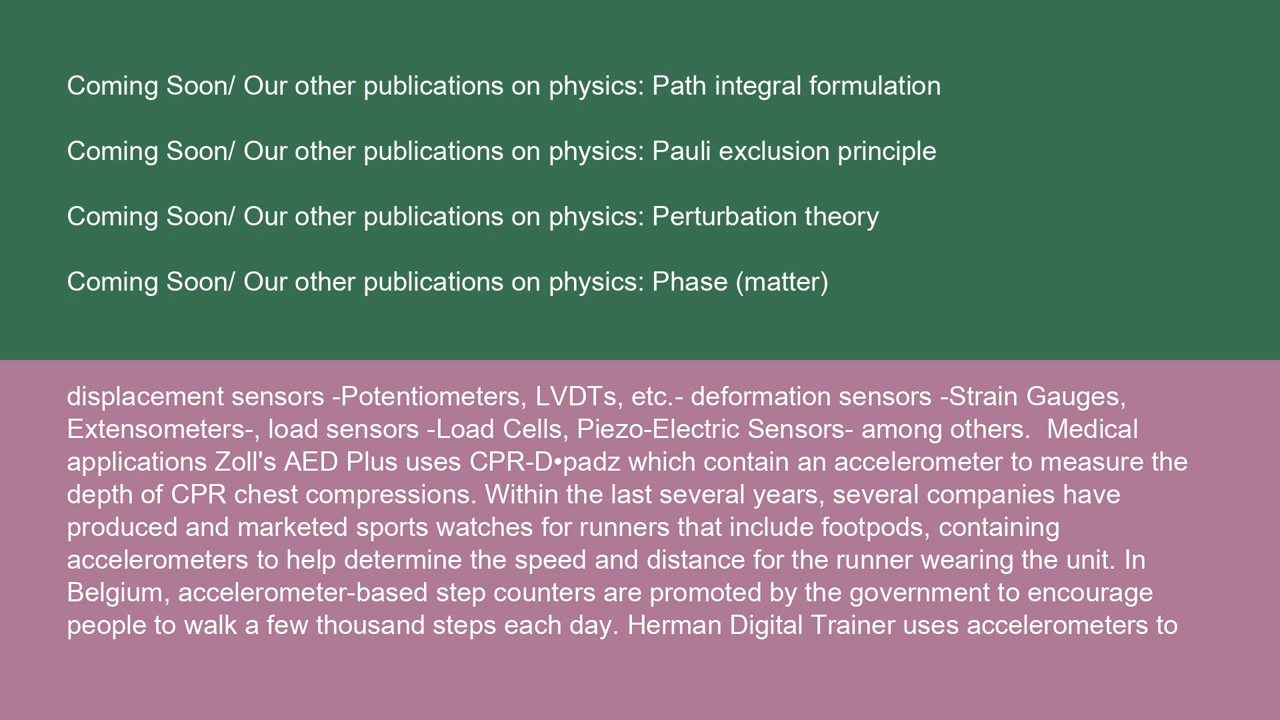 Coming Soon/ Our other publications on physics: Path integral formulation
Coming Soon/ Our other publications on physics: Pauli exclusion principle
Coming Soon/ Our other publications on physics: Perturbation theory
Coming Soon/ Our other publications on physics: Phase (matter)
displacement sensors -Potentiometers, LVDTs, etc.- deformation sensors -Strain Gauges,
Extensometers-, load sensors -Load Cells, Piezo-Electric Sensors- among others.  Medical
applications Zoll's AED Plus uses CPR-D•padz which contain an accelerometer to measure the
depth of CPR chest compressions. Within the last several years, several companies have
produced and marketed sports watches for runners that include footpods, containing
accelerometers to help determine the speed and distance for the runner wearing the unit. In
Belgium, accelerometer-based step counters are promoted by the government to encourage
people to walk a few thousand steps each day. Herman Digital Trainer uses accelerometers to